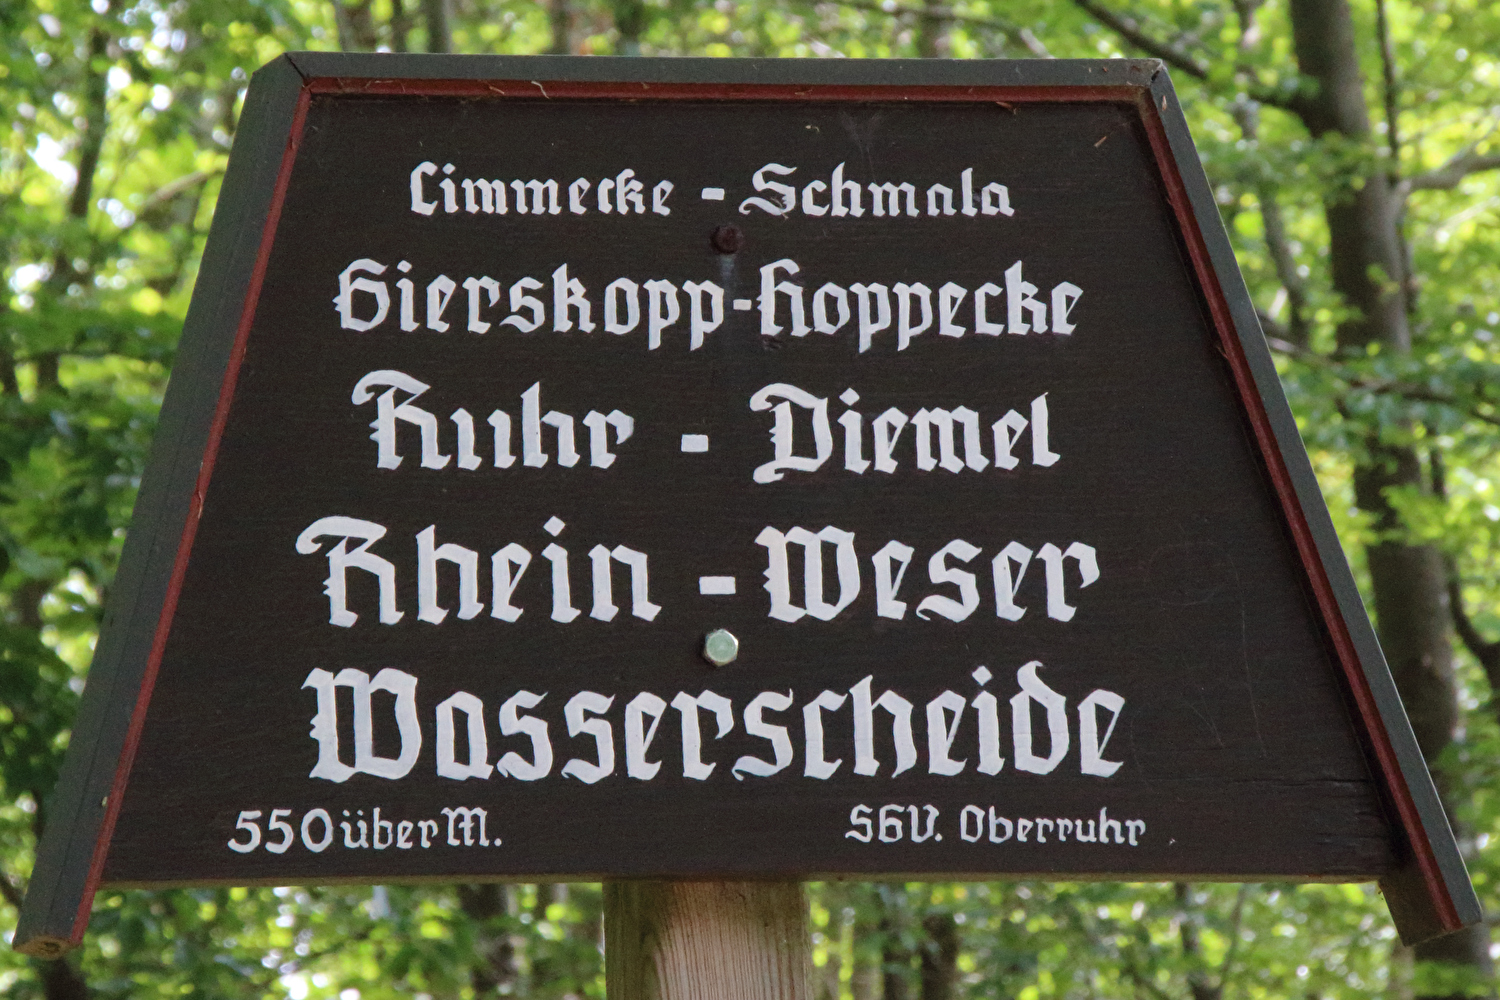 Limmecke - Schmala
Gierskopp-Hoppecke
Ruhr - Diemel
Rhein - Weser
Wasserscheide
550 über M.
SGV. Oberruhr